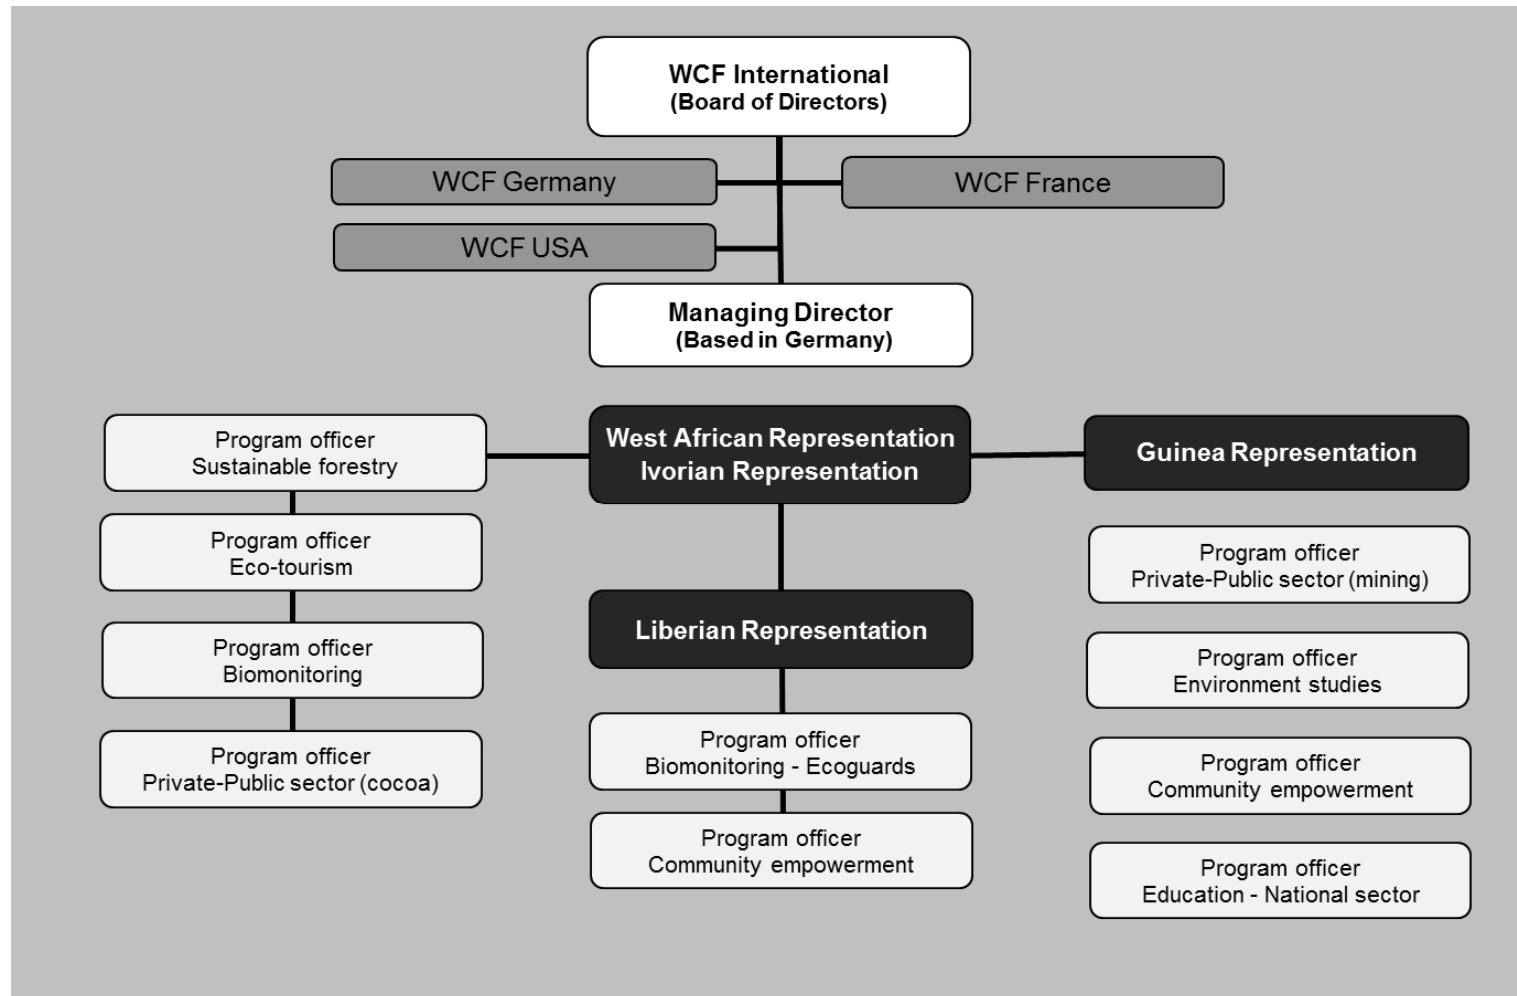 WCF International
(Board of Directors)
WCF Germany
WCF France
WCF USA
Managing Director
(Based in Germany)
West African Representation
Ivorian Representation
Program officer
Sustainable forestry
Program officer
Eco-tourism
Program officer
Biomonitoring
Program officer
Private-Public sector (cocoa)
Liberian Representation
Program officer
Biomonitoring - Ecoguards
Program officer
Community empowerment
Guinea Representation
Program officer
Private-Public sector (mining)
Program officer
Environment studies
Program officer
Community empowerment
Program officer
Education - National sector